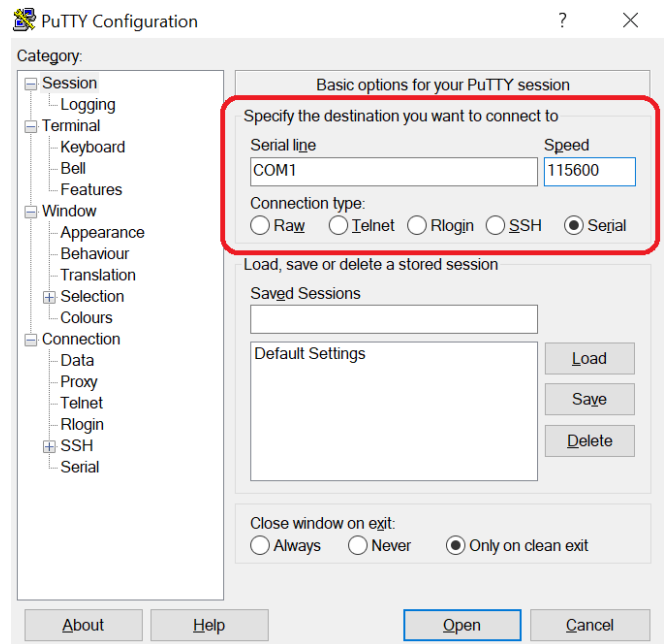 PuTTY Configuration
?
Category:
Session
Logging
Terminal
Keyboard
Bell
Features
Window
Appearance
Behaviour
Translation
Selection
Colours
Connection
Data
Proxy
Telnet
Rlogin
SSH
Serial
Basic options for your PuTTY session
Specify the destination you want to connect to
Serial line Speed
COM1 115600
Connection type:
Raw Telnet Rlogin SSH Serial
Load, save or delete a stored session
Saved Sessions
Default Settings
Load
Save
Delete
Close window on exit:
Always Never Only on clean exit
About Help Open Cancel